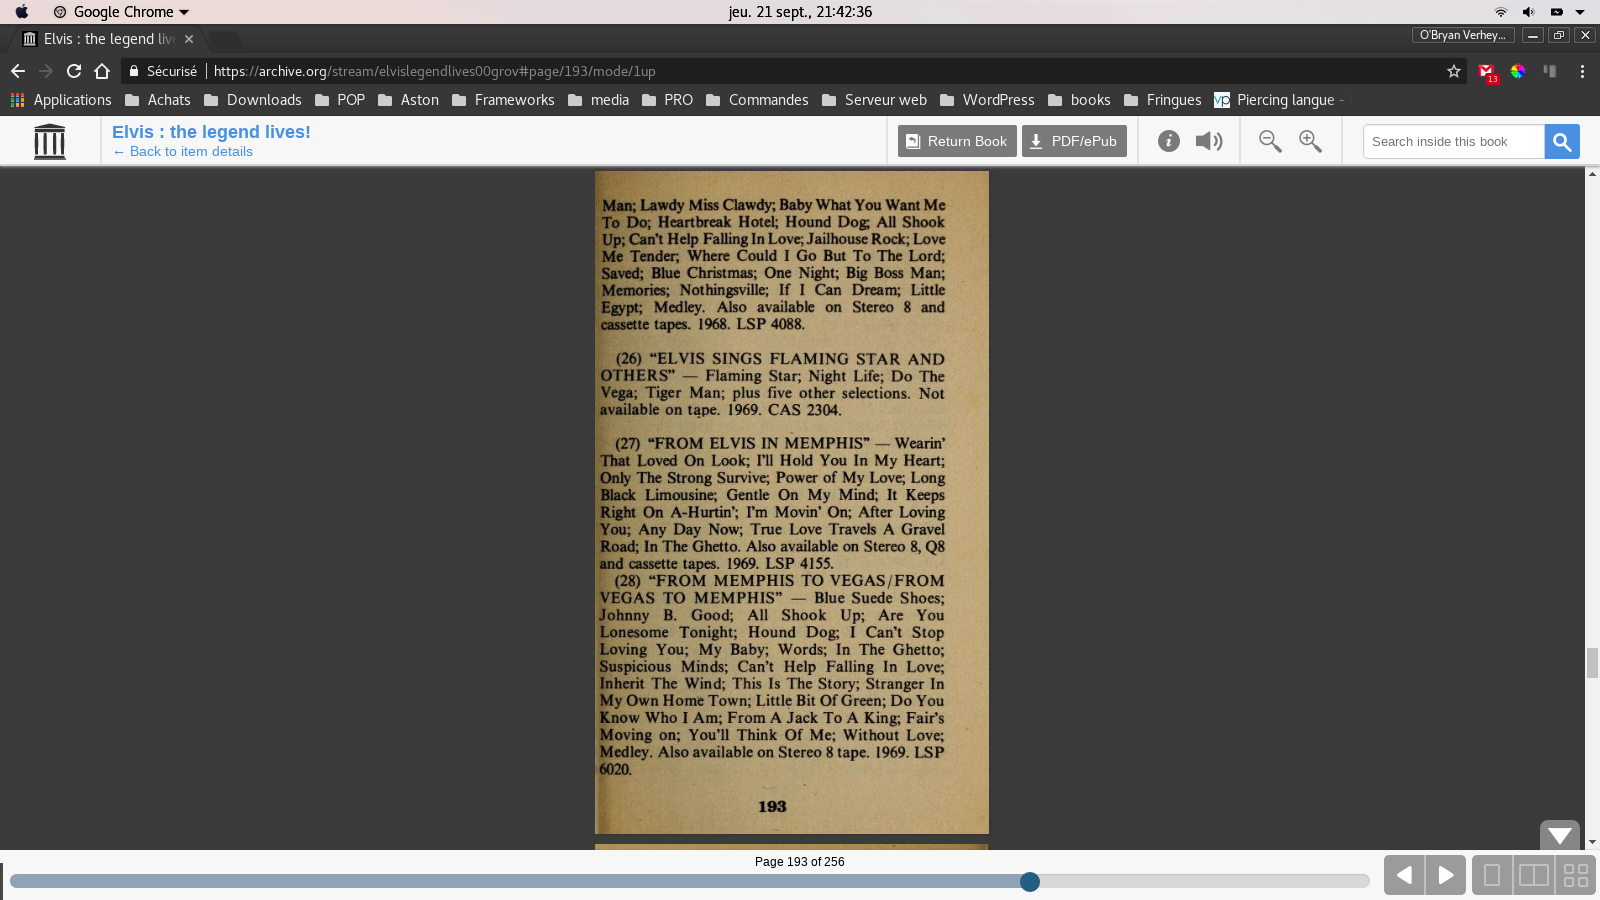 Google Chrome
jeu. 21 sept., 21:42:36
Elvis : the legend live
O'Bryan Verhey...
Sécurisé
https://archive.org/stream/elvislegendlives00grov#page/193/mode/1up
13
Applications Achats Downloads POP Aston Frameworks media PRO Commandes Serveur web WordPress books Fringues vp Piercing langue -
Elvis : the legend lives!
← Back to item details
Return Book
PDF/ePub
Search inside this book
Man; Lawdy Miss Clawdy; Baby What You Want Me
To Do; Heartbreak Hotel; Hound Dog; All Shook
Up; Can't Help Falling In Love; Jailhouse Rock; Love
Me Tender; Where Could I Go But To The Lord;
Saved; Blue Christmas; One Night; Big Boss Man;
Memories; Nothingsville; If I Can Dream; Little
Egypt; Medley. Also available on Stereo 8 and
cassette tapes. 1968. LSP 4088.
(26) “ELVIS SINGS FLAMING STAR AND
OTHERS” — Flaming Star; Night Life; Do The
Vega; Tiger Man; plus five other selections. Not
available on tape. 1969. CAS 2304.
(27) “FROM ELVIS IN MEMPHIS” — Wearin’
That Loved On Look; I’ll Hold You In My Heart;
Only The Strong Survive; Power of My Love; Long
Black Limousine; Gentle On My Mind; It Keeps
Right On A-Hurtin’; I’m Movin’ On; After Loving
You; Any Day Now; True Love Travels A Gravel
Road; In The Ghetto. Also available on Stereo 8, Q8
and cassette tapes. 1969. LSP 4155.
(28) “FROM MEMPHIS TO VEGAS/FROM
VEGAS TO MEMPHIS” — Blue Suede Shoes;
Johnny B. Good; All Shook Up; Are You
Lonesome Tonight; Hound Dog; I Can’t Stop
Loving You; My Baby; Words; In The Ghetto;
Suspicious Minds; Can’t Help Falling In Love;
Inherit The Wind; This Is The Story; Stranger In
My Own Home Town; Little Bit Of Green; Do You
Know Who I Am; From A Jack To A King; Fair’s
Moving on; You’ll Think Of Me; Without Love;
Medley. Also available on Stereo 8 tape. 1969. LSP
6020.
193
Page 193 of 256